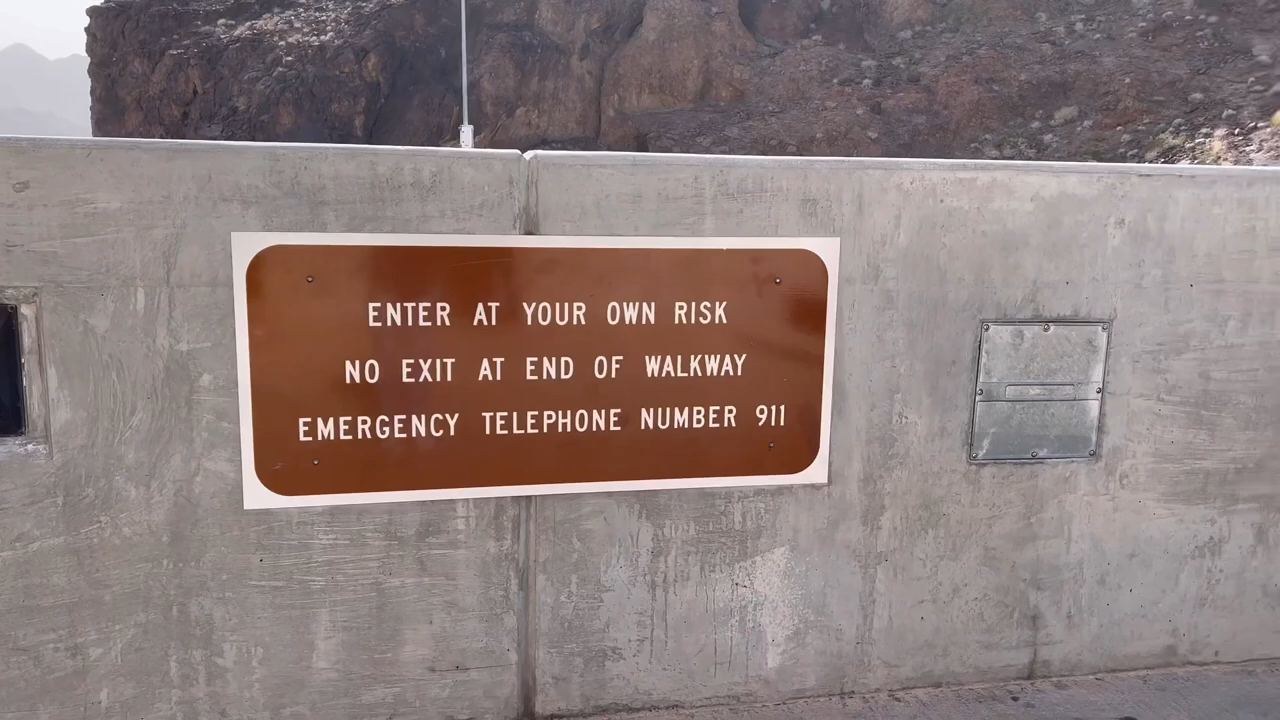 ENTER AT YOUR OWN RISK
NO EXIT AT END OF WALKWAY
EMERGENCY TELEPHONE NUMBER 911